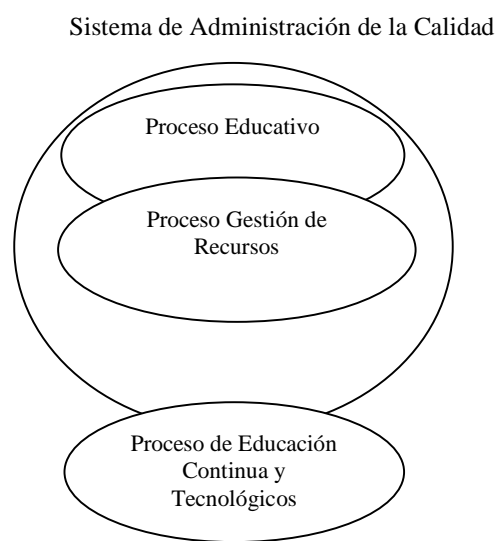 Sistema de Administración de la Calidad
Proceso Educativo
Proceso Gestión de
Recursos
Proceso de Educación
Continua y
Tecnológicos